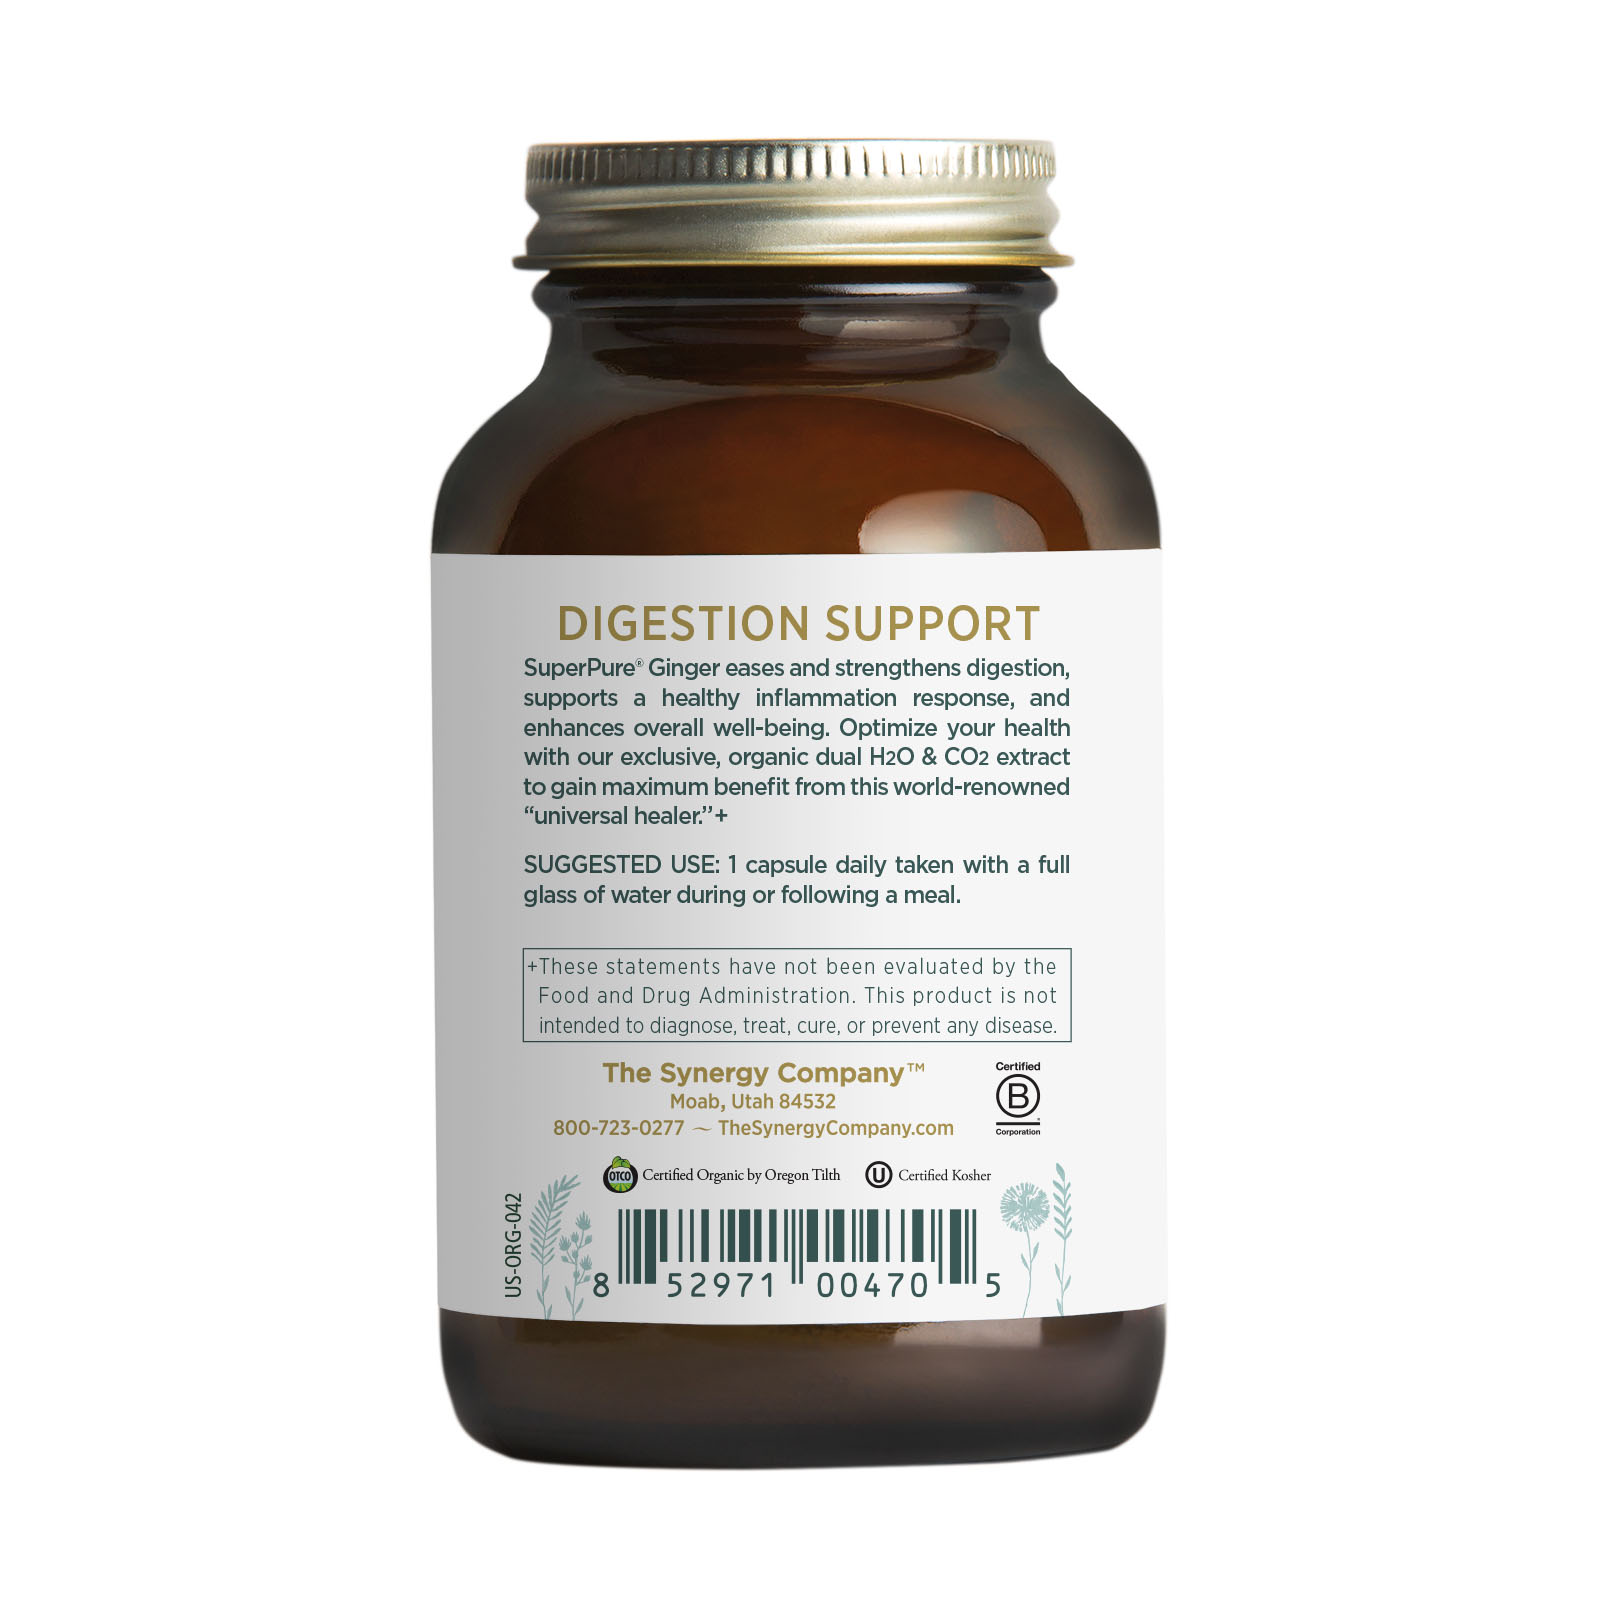 DIGESTION SUPPORT
SuperPure® Ginger eases and strengthens digestion,
supports a healthy inflammation response, and
enhances overall well-being. Optimize your health
with our exclusive, organic dual H2O & CO2 extract
to gain maximum benefit from this world-renowned
“universal healer.”+
SUGGESTED USE: 1 capsule daily taken with a full
glass of water during or following a meal.
+These statements have not been evaluated by the
Food and Drug Administration. This product is not
intended to diagnose, treat, cure, or prevent any disease.
The Synergy Company™
Moab, Utah 84532
800-723-0277 ~ TheSynergyCompany.com
Certified
B
Corporation
OTCO Certified Organic by Oregon Tilth
U Certified Kosher
US-ORG-042
8 52971 00470 5